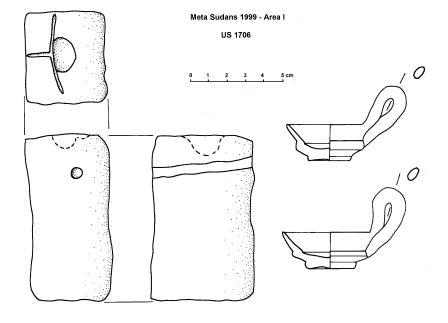 Meta Sudans 1999 - Area I
US 1706
0 1 2 3 4 5 cm